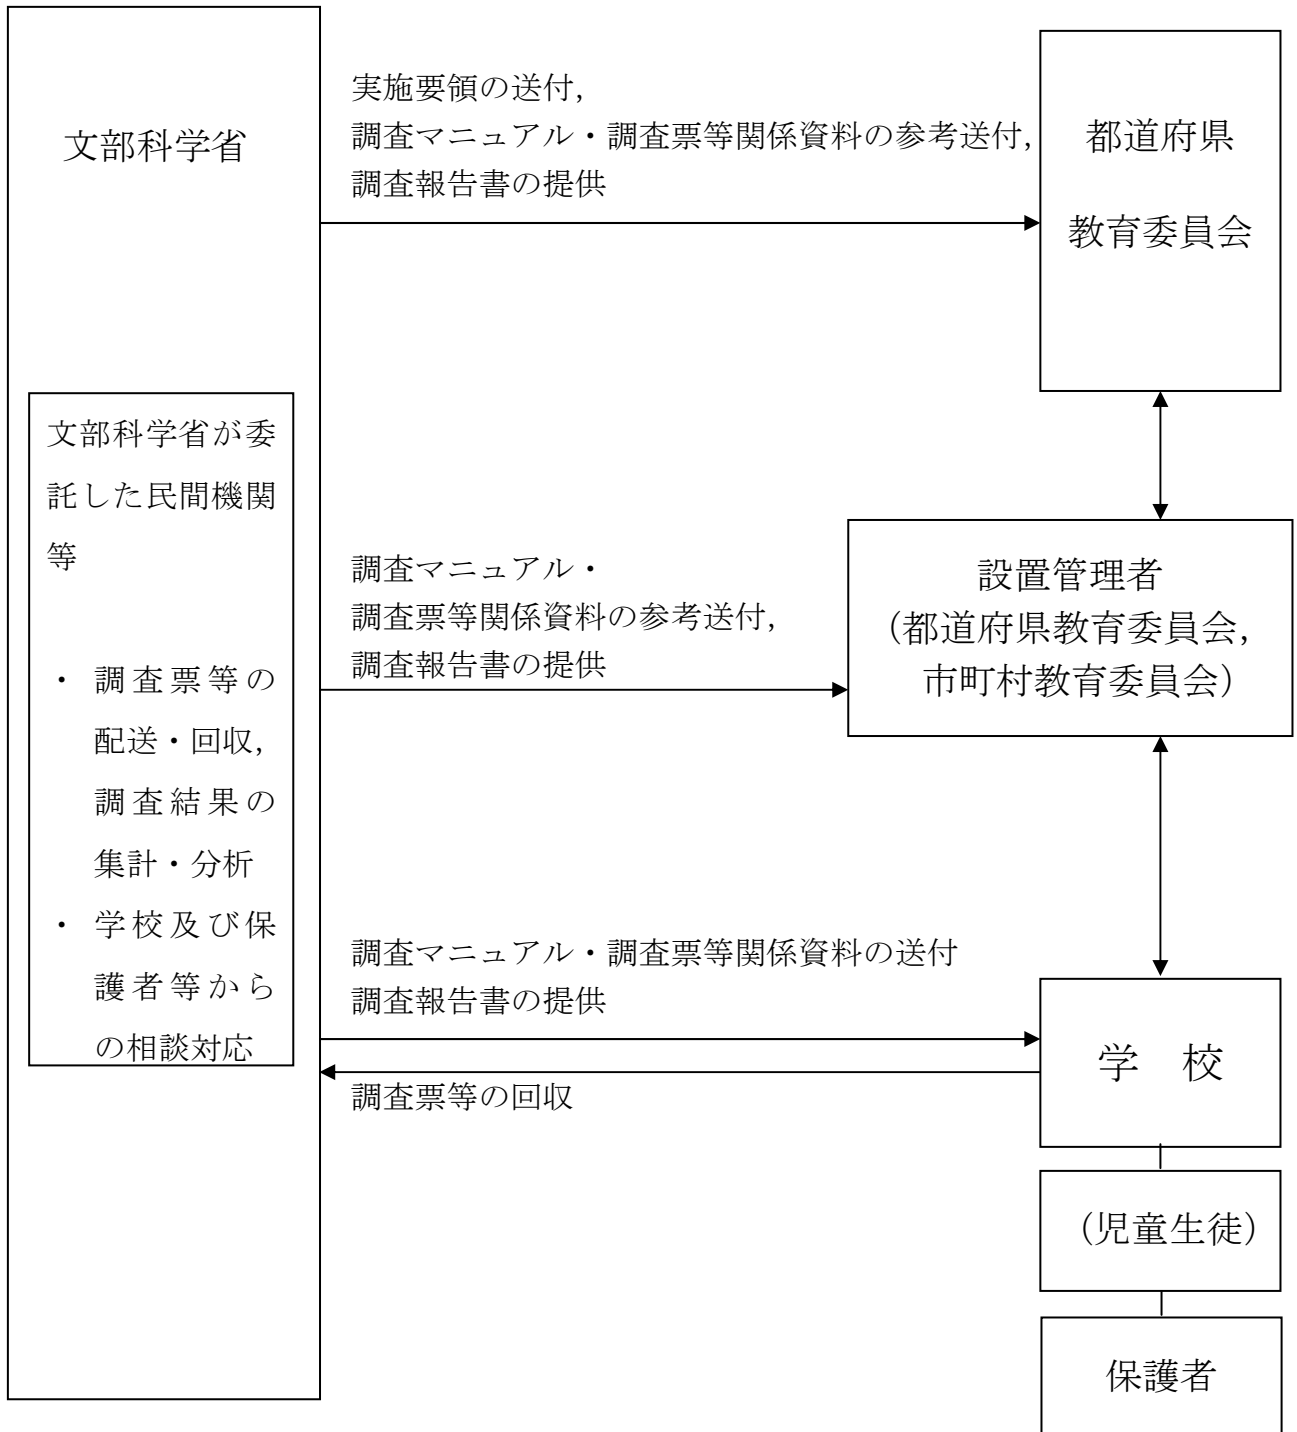 文部科学省
実施要領の送付，
調査マニュアル・調査票等関係資料の参考送付，
調査報告書の提供
都道府県
教育委員会
文部科学省が委
託した民間機関
等
・ 調査票等の
配送・回収，
調査結果の
集計・分析
・ 学校及び保
護者等から
の相談対応
調査マニュアル・
調査票等関係資料の参考送付，
調査報告書の提供
設置管理者
（都道府県教育委員会，
市町村教育委員会）
調査マニュアル・調査票等関係資料の送付
調査報告書の提供
調査票等の回収
学　校
（児童生徒）
保護者